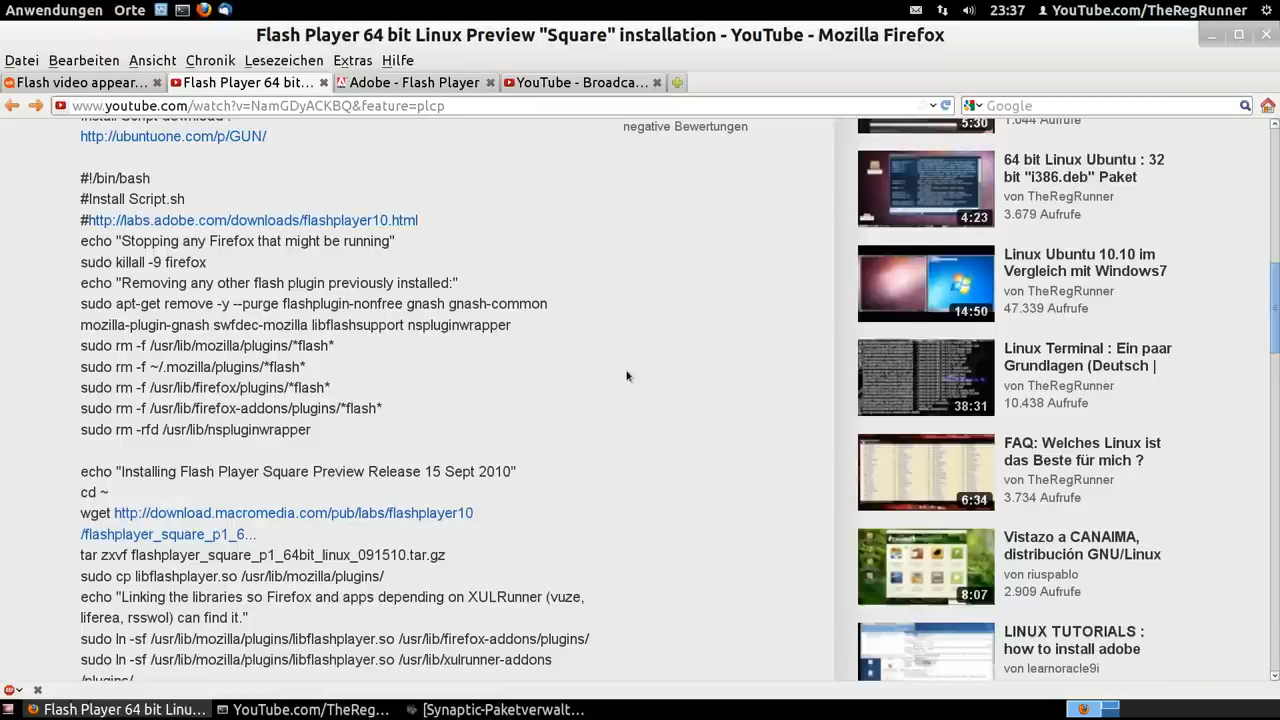 Anwendungen Orte
23:37 YouTube.com/TheRegRunner
Flash Player 64 bit Linux Preview "Square" installation - YouTube - Mozilla Firefox
Datei Bearbeiten Ansicht Chronik Lesezeichen Extras Hilfe
Flash video appear... Flash Player 64 bit... Adobe - Flash Player YouTube - Broadca...
www.youtube.com/watch?v=NamGDyACKBQ&feature=plcp
Google
Install Script download :
http://ubuntuone.com/p/GUN/
negative Bewertungen
#!/bin/bash
#Install Script.sh
#http://labs.adobe.com/downloads/flashplayer10.html
echo "Stopping any Firefox that might be running"
sudo killall -9 firefox
echo "Removing any other flash plugin previously installed:"
sudo apt-get remove -y --purge flashplugin-nonfree gnash gnash-common
mozilla-plugin-gnash swfdec-mozilla libflashsupport nspluginwrapper
sudo rm -f /usr/lib/mozilla/plugins/*flash*
sudo rm -f ~/.mozilla/plugins/*flash*
sudo rm -f /usr/lib/firefox/plugins/*flash*
sudo rm -f /usr/lib/firefox-addons/plugins/*flash*
sudo rm -rfd /usr/lib/nspluginwrapper
echo "Installing Flash Player Square Preview Release 15 Sept 2010"
cd ~
wget http://download.macromedia.com/pub/labs/flashplayer10
/flashplayer_square_p1_6...
tar zxvf flashplayer_square_p1_64bit_linux_091510.tar.gz
sudo cp libflashplayer.so /usr/lib/mozilla/plugins/
echo "Linking the libraries so Firefox and apps depending on XULRunner (vuze,
liferea, rsswol) can find it."
sudo ln -sf /usr/lib/mozilla/plugins/libflashplayer.so /usr/lib/firefox-addons/plugins/
sudo ln -sf /usr/lib/mozilla/plugins/libflashplayer.so /usr/lib/xulrunner-addons
/plugins/
5:30
1.044 Aufrufe
4:23
64 bit Linux Ubuntu : 32
bit "i386.deb" Paket
von TheRegRunner
3.679 Aufrufe
14:50
Linux Ubuntu 10.10 im
Vergleich mit Windows7
von TheRegRunner
47.339 Aufrufe
38:31
Linux Terminal : Ein paar
Grundlagen (Deutsch |
von TheRegRunner
10.438 Aufrufe
6:34
FAQ: Welches Linux ist
das Beste für mich ?
von TheRegRunner
3.734 Aufrufe
8:07
Vistazo a CANAIMA,
distribución GNU/Linux
von riuspablo
2.909 Aufrufe
LINUX TUTORIALS :
how to install adobe
von learnoracle9i
Flash Player 64 bit Linu... YouTube.com/TheReg... [Synaptic-Paketverwalt...